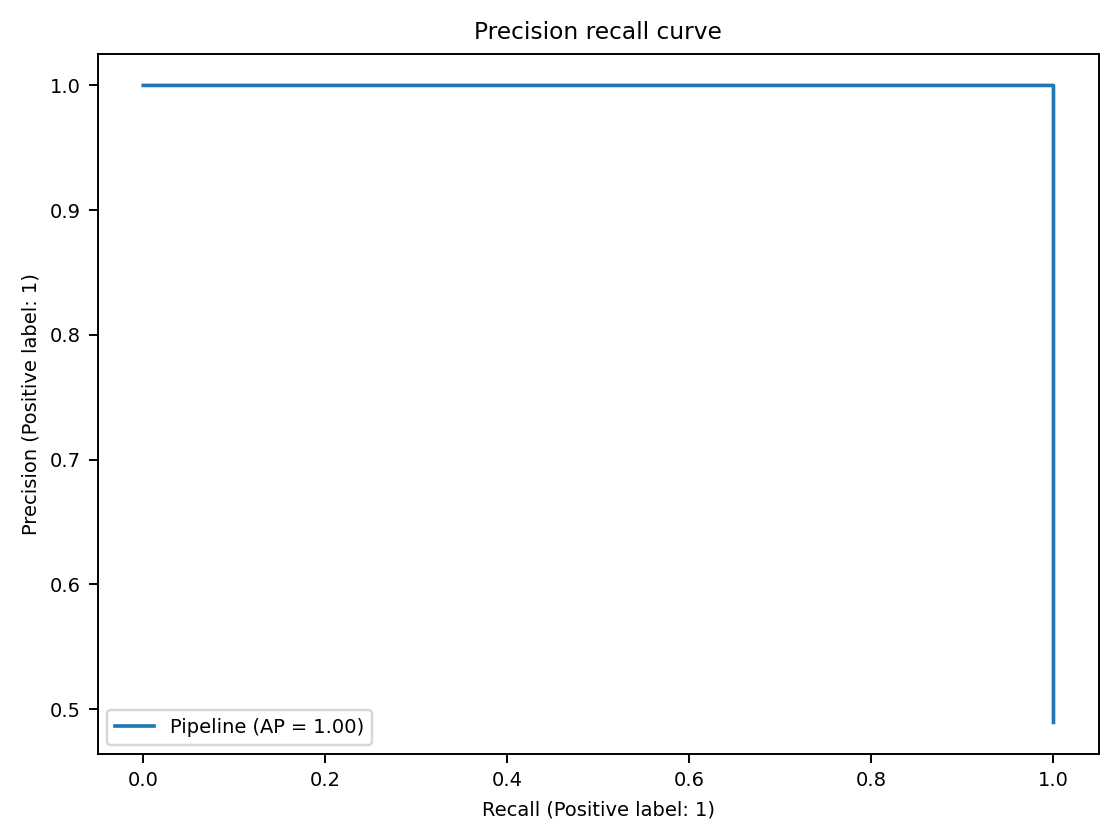 Precision recall curve
1.0
0.9
0.8
0.7
0.6
0.5
Precision (Positive label: 1)
Pipeline (AP = 1.00)
0.0 0.2 0.4 0.6 0.8 1.0
Recall (Positive label: 1)